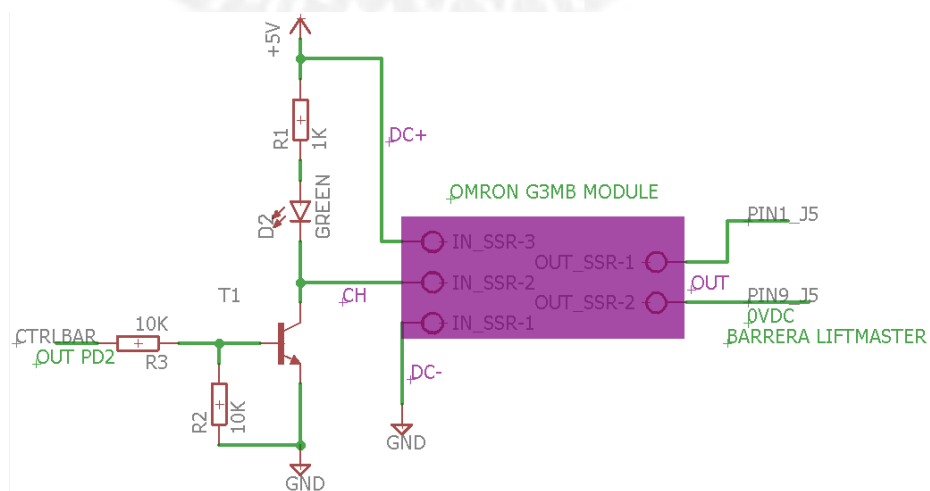 +5V
R1
1K
DC+
D2
GREEN
OMRON G3MB MODULE
PIN1_J5
IN_SSR-3
OUT_SSR-1
IN_SSR-2
OUT
CH
T1
OUT_SSR-2
PIN9_J5
0VDC
BARRERA LIFTMASTER
IN_SSR-1
10K
CTRLBAR
OUT PD2
R3
DC-
R2
10K
GND
GND